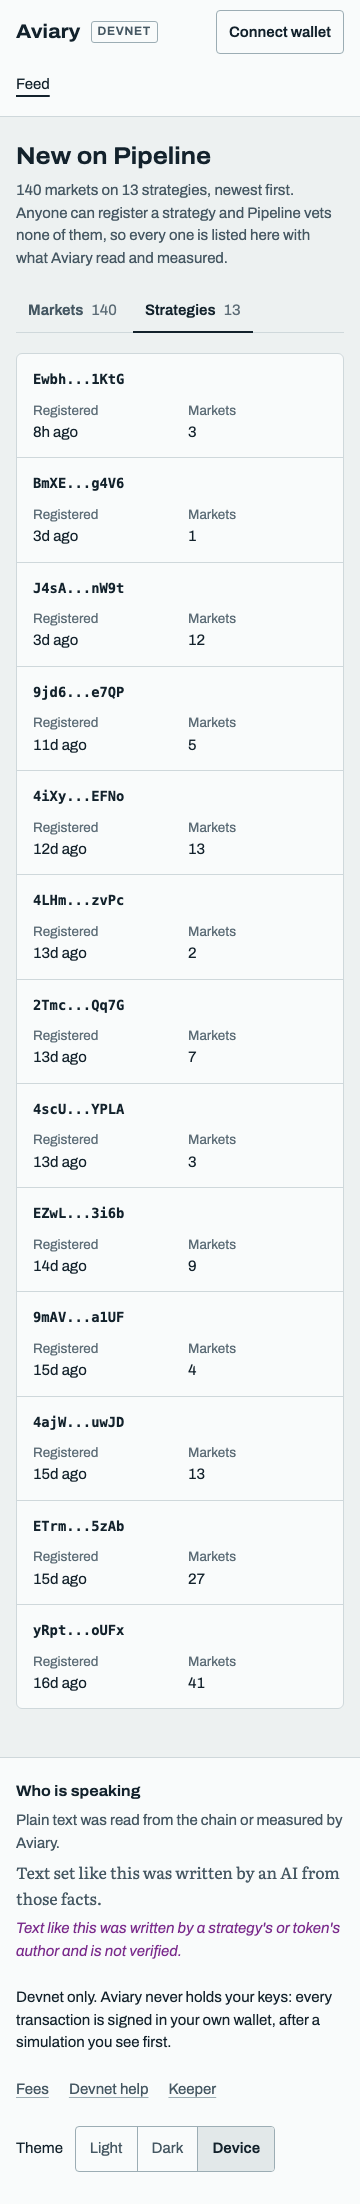 Aviary DEVNET Connect wallet
Feed
New on Pipeline
140 markets on 13 strategies, newest first.
Anyone can register a strategy and Pipeline vets
none of them, so every one is listed here with
what Aviary read and measured.
Markets 140 Strategies 13
Ewbh...1KtG
Registered Markets
8h ago 3
BmXE...g4V6
Registered Markets
3d ago 1
J4sA...nW9t
Registered Markets
3d ago 12
9jd6...e7QP
Registered Markets
11d ago 5
4iXy...EFNo
Registered Markets
12d ago 13
4LHm...zvPc
Registered Markets
13d ago 2
2Tmc...Qq7G
Registered Markets
13d ago 7
4scU...YPLA
Registered Markets
13d ago 3
EZwL...3i6b
Registered Markets
14d ago 9
9mAV...a1UF
Registered Markets
15d ago 4
4ajW...uwJD
Registered Markets
15d ago 13
ETrm...5zAb
Registered Markets
15d ago 27
yRpt...oUFx
Registered Markets
16d ago 41
Who is speaking
Plain text was read from the chain or measured by
Aviary.
Text set like this was written by an AI from
those facts.
Text like this was written by a strategy's or token's
author and is not verified.
Devnet only. Aviary never holds your keys: every
transaction is signed in your own wallet, after a
simulation you see first.
Fees Devnet help Keeper
Theme Light Dark Device